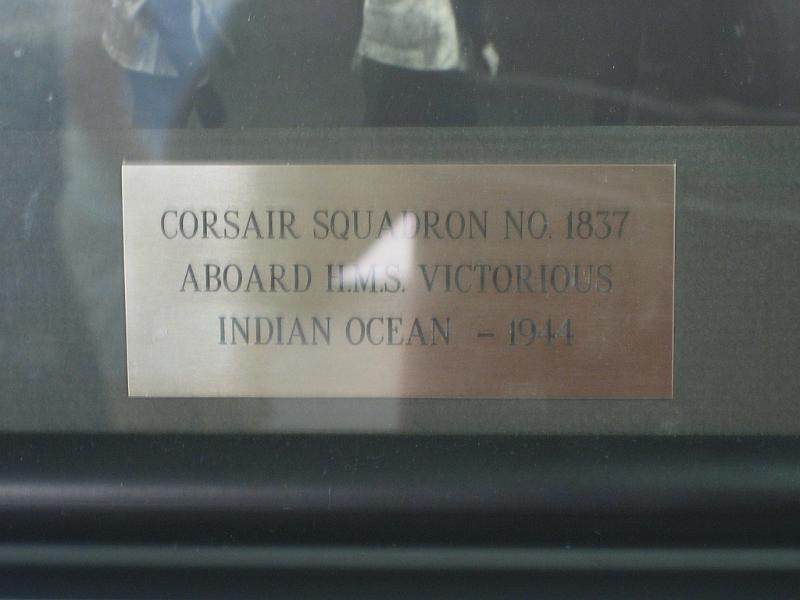 CORSAIR SQUADRON NO. 1837
ABOARD H.M.S. VICTORIOUS
INDIAN OCEAN – 1944